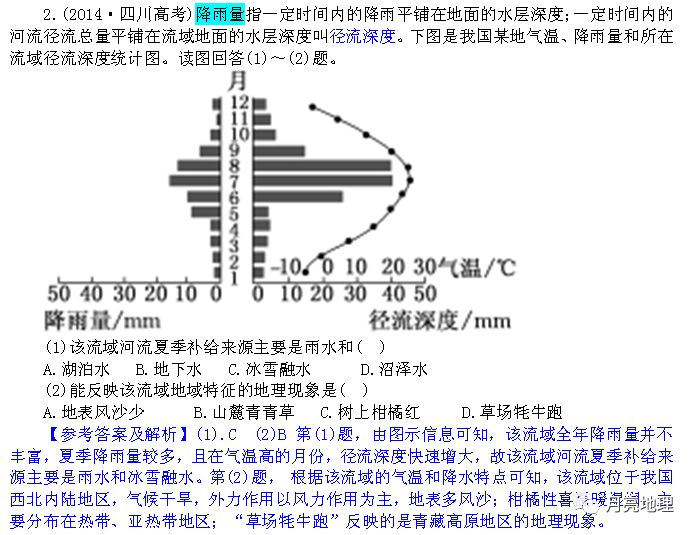 2.(2014·四川高考)降雨量指一定时间内的降雨平铺在地面的水层深度;一定时间内的
河流径流总量平铺在流域地面的水层深度叫径流深度。下图是我国某地气温、降雨量和所在
流域径流深度统计图。读图回答(1)～(2)题。
月
12
11
10
9
8
7
6
5
4
3
2
1
-10 0 10 20 30 气温/℃
50 40 30 20 10 0 0 10 20 30 40 50
降雨量/mm 径流深度/mm
(1)该流域河流夏季补给来源主要是雨水和( )
A.湖泊水 B.地下水 C.冰雪融水 D.沼泽水
(2)能反映该流域地域特征的地理现象是( )
A.地表风沙少 B.山麓青青草 C.树上柑橘红 D.草场牦牛跑
【参考答案及解析】(1).C (2)B 第(1)题，由图示信息可知，该流域全年降雨量并不
丰富，夏季降雨量较多，且在气温高的月份，径流深度快速增大，故该流域河流夏季补给来
源主要是雨水和冰雪融水。第(2)题， 根据该流域的气温和降水特点可知，该流域位于我国
西北内陆地区，气候干旱，外力作用以风力作用为主，地表多风沙；柑橘性喜
要分布在热带、亚热带地区；“草场牦牛跑”反映的是青藏高原地区的地理现象。
月亮地理